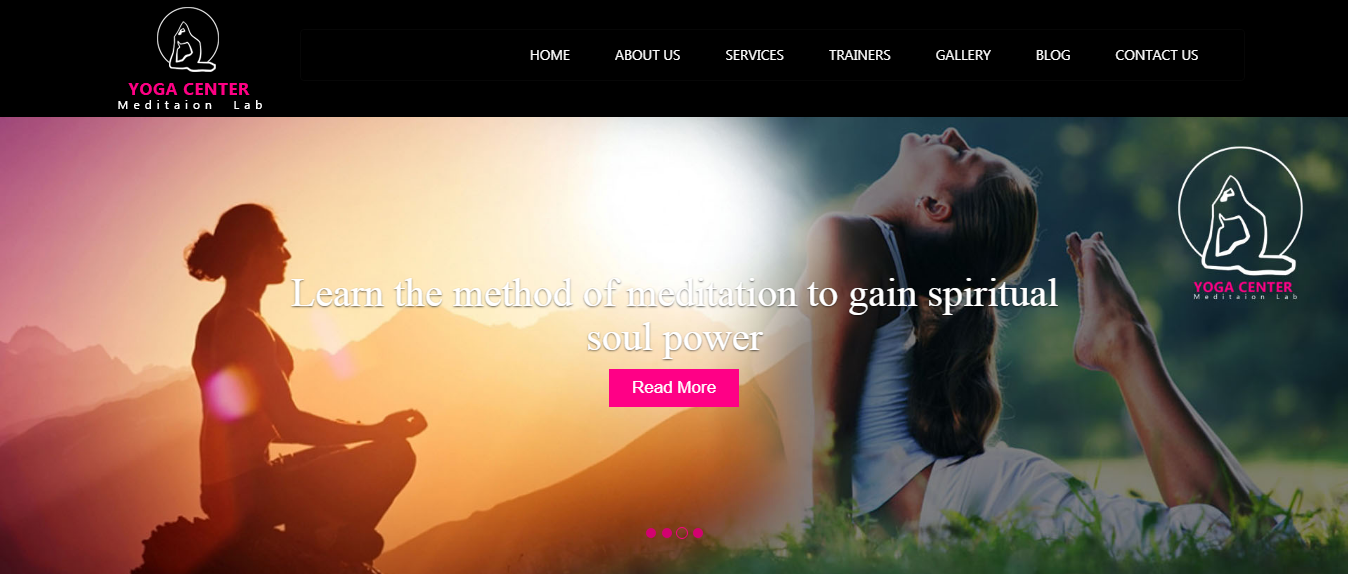 HOME ABOUT US SERVICES TRAINERS GALLERY BLOG CONTACT US
YOGA CENTER
Meditaion Lab
Learn the method of meditation to gain spiritual
soul power
Read More
YOGA CENTER
Meditaion Lab